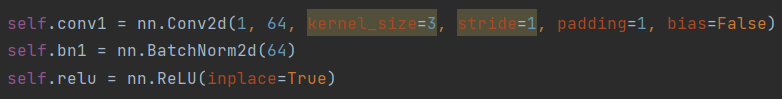 self.conv1 = nn.Conv2d(1, 64, kernel_size=3, stride=1, padding=1, bias=False)
self.bn1 = nn.BatchNorm2d(64)
self.relu = nn.ReLU(inplace=True)